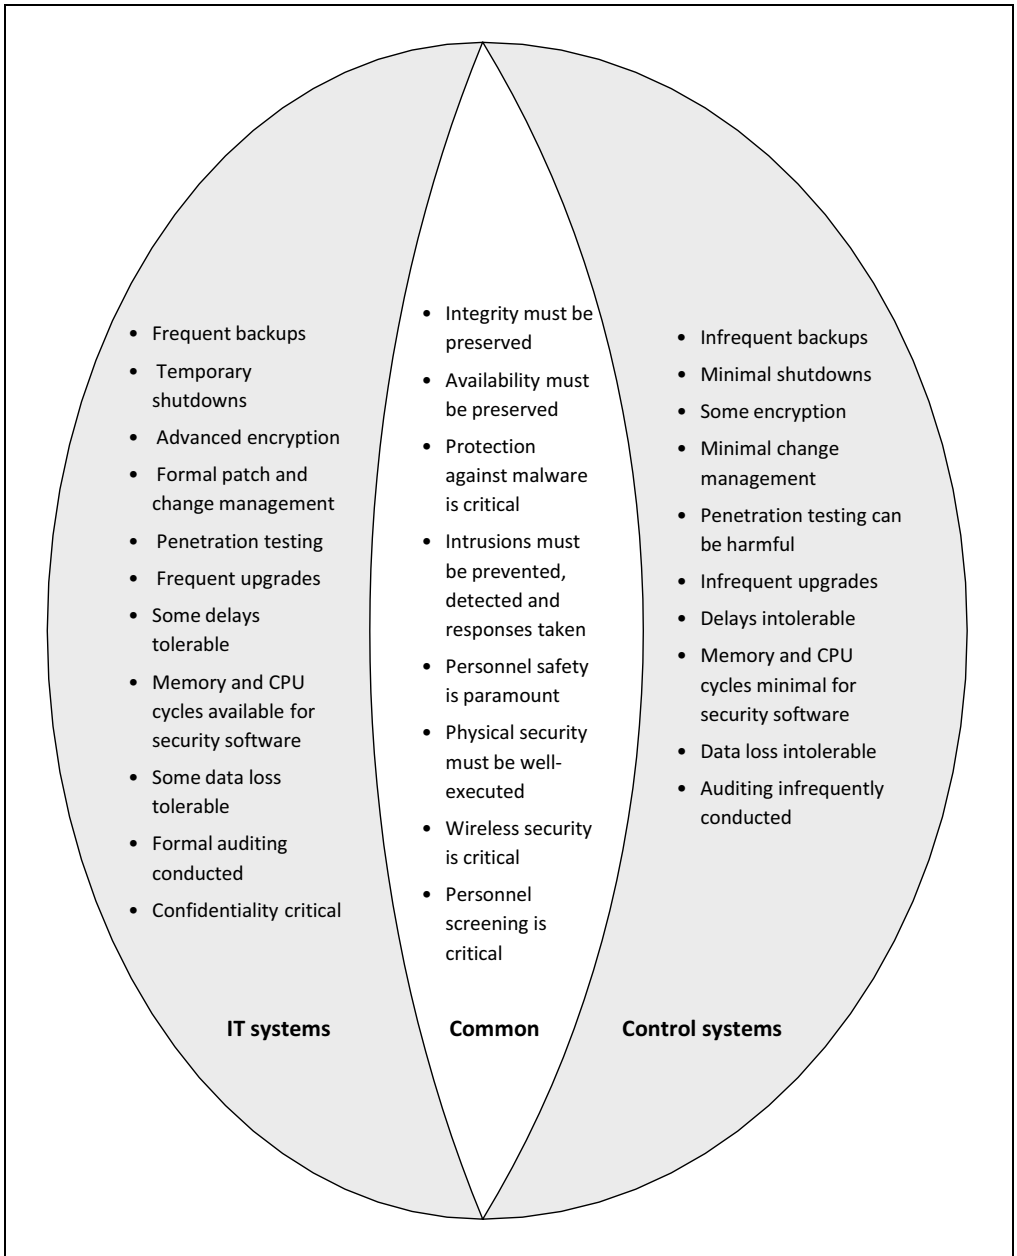 • Frequent backups
• Temporary
shutdowns
• Advanced encryption
• Formal patch and
change management
• Penetration testing
• Frequent upgrades
• Some delays
tolerable
• Memory and CPU
cycles available for
security software
• Some data loss
tolerable
• Formal auditing
conducted
• Confidentiality critical
IT systems
• Integrity must be
preserved
• Availability must
be preserved
• Protection
against malware
is critical
• Intrusions must
be prevented,
detected and
responses taken
• Personnel safety
is paramount
• Physical security
must be well-
executed
• Wireless security
is critical
• Personnel
screening is
critical
Common
• Infrequent backups
• Minimal shutdowns
• Some encryption
• Minimal change
management
• Penetration testing can
be harmful
• Infrequent upgrades
• Delays intolerable
• Memory and CPU
cycles minimal for
security software
• Data loss intolerable
• Auditing infrequently
conducted
Control systems